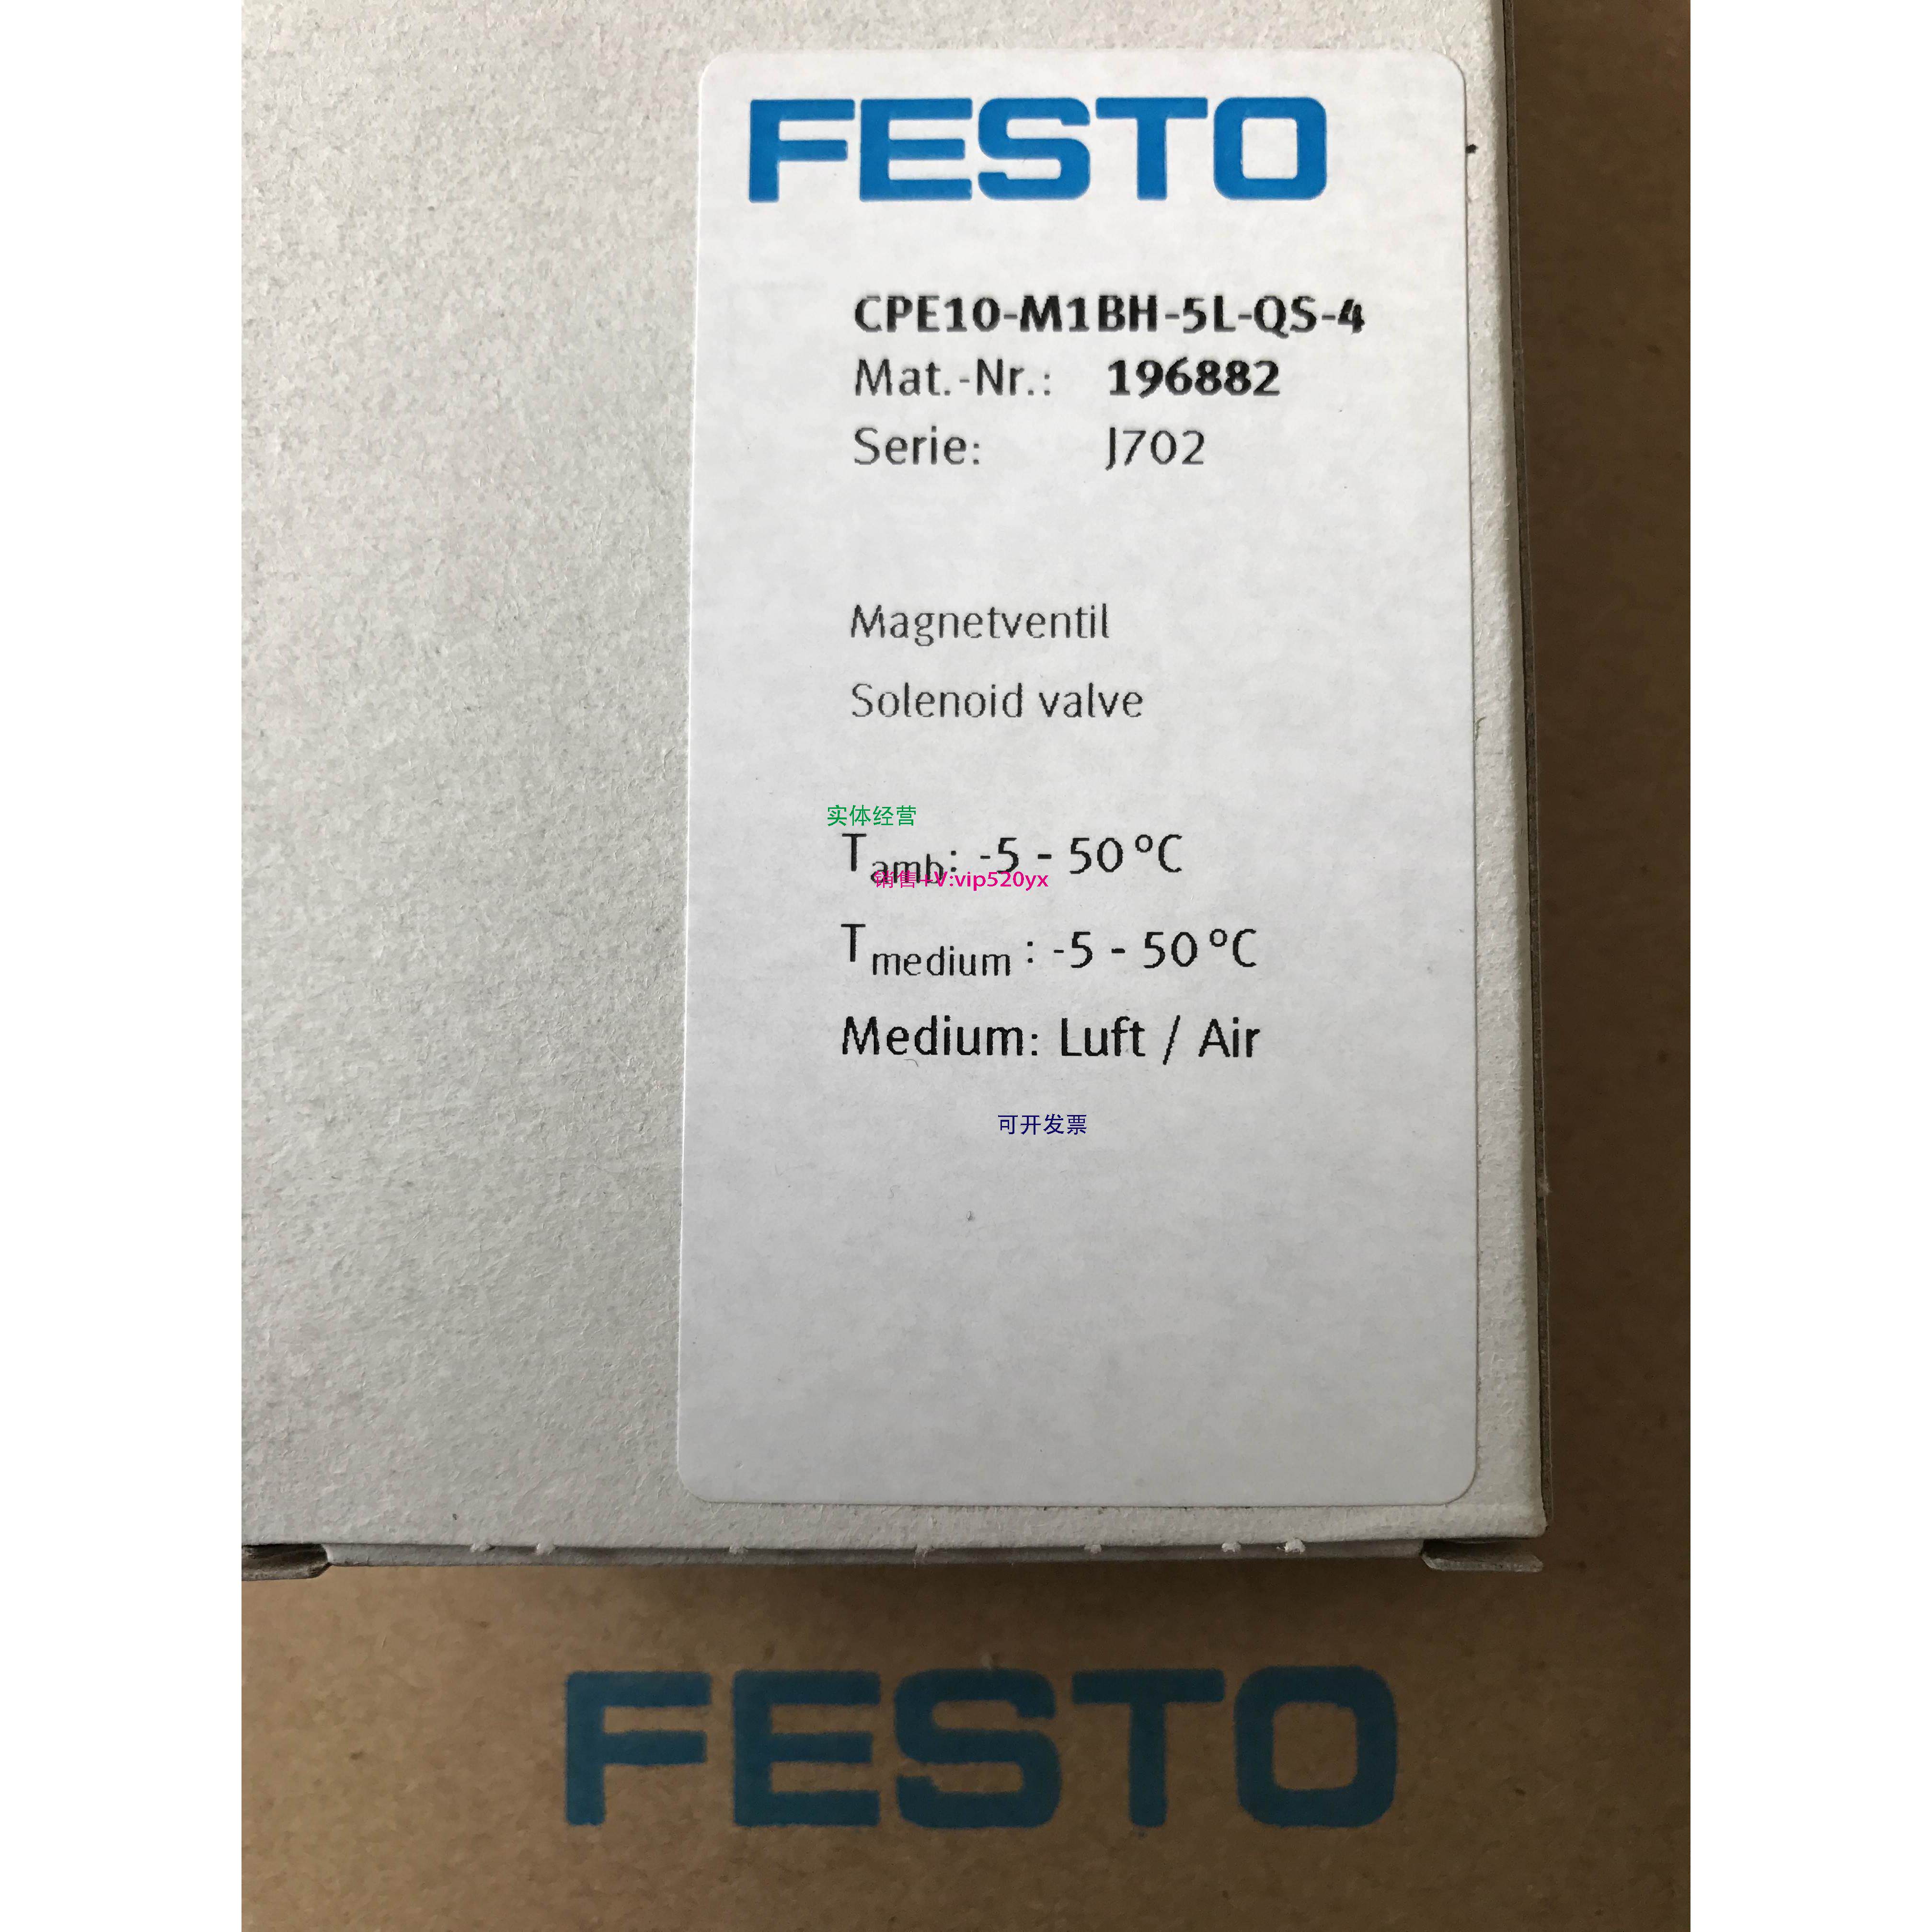 FESTO
CPE10-M1BH-5L-QS-4
Mat.-Nr.: 196882
Serie: J702
Magnetventil
Solenoid valve
实体经营
Tamb: -5 - 50 °C
销售+V:vip520yx
Tmedium : -5 - 50 °C
Medium: Luft / Air
可开发票
FESTO